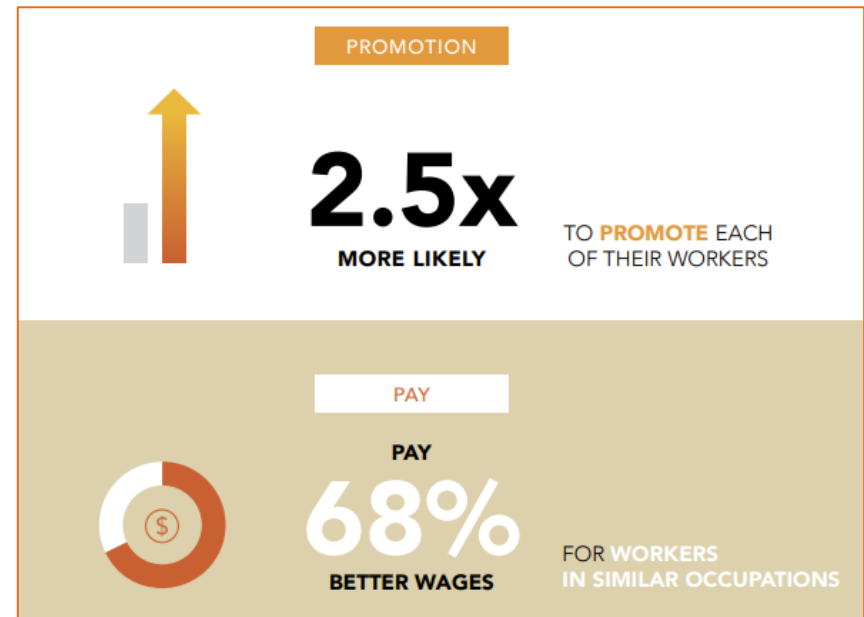 PROMOTION
2.5x
MORE LIKELY
TO PROMOTE EACH
OF THEIR WORKERS
PAY
PAY
68%
BETTER WAGES
$
FOR WORKERS
IN SIMILAR OCCUPATIONS